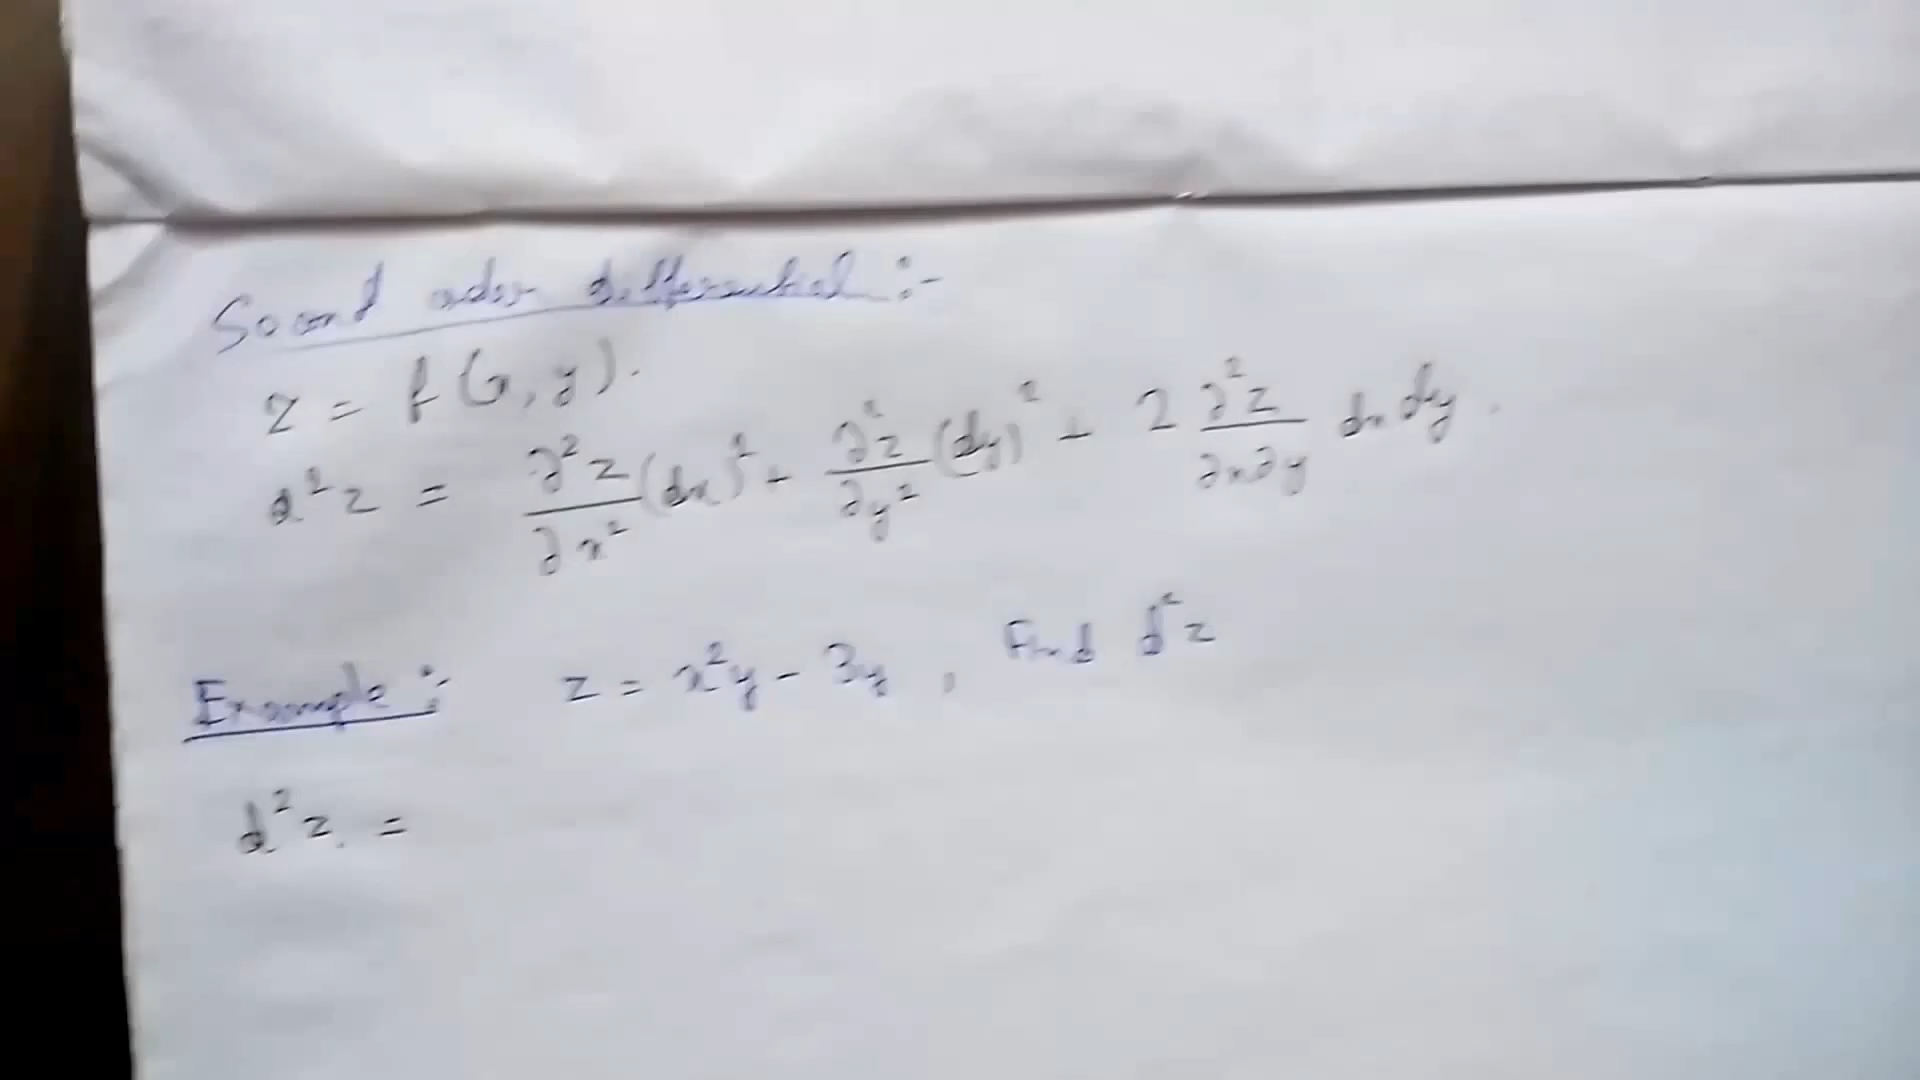 Second order differential :-
z = f(x, y).
d²z = ∂²z/∂x² (dx)² + ∂²z/∂y² (dy)² + 2 ∂²z/∂x∂y dx dy.
Example :- z = x²y - 3y, Find d²z
d²z. =